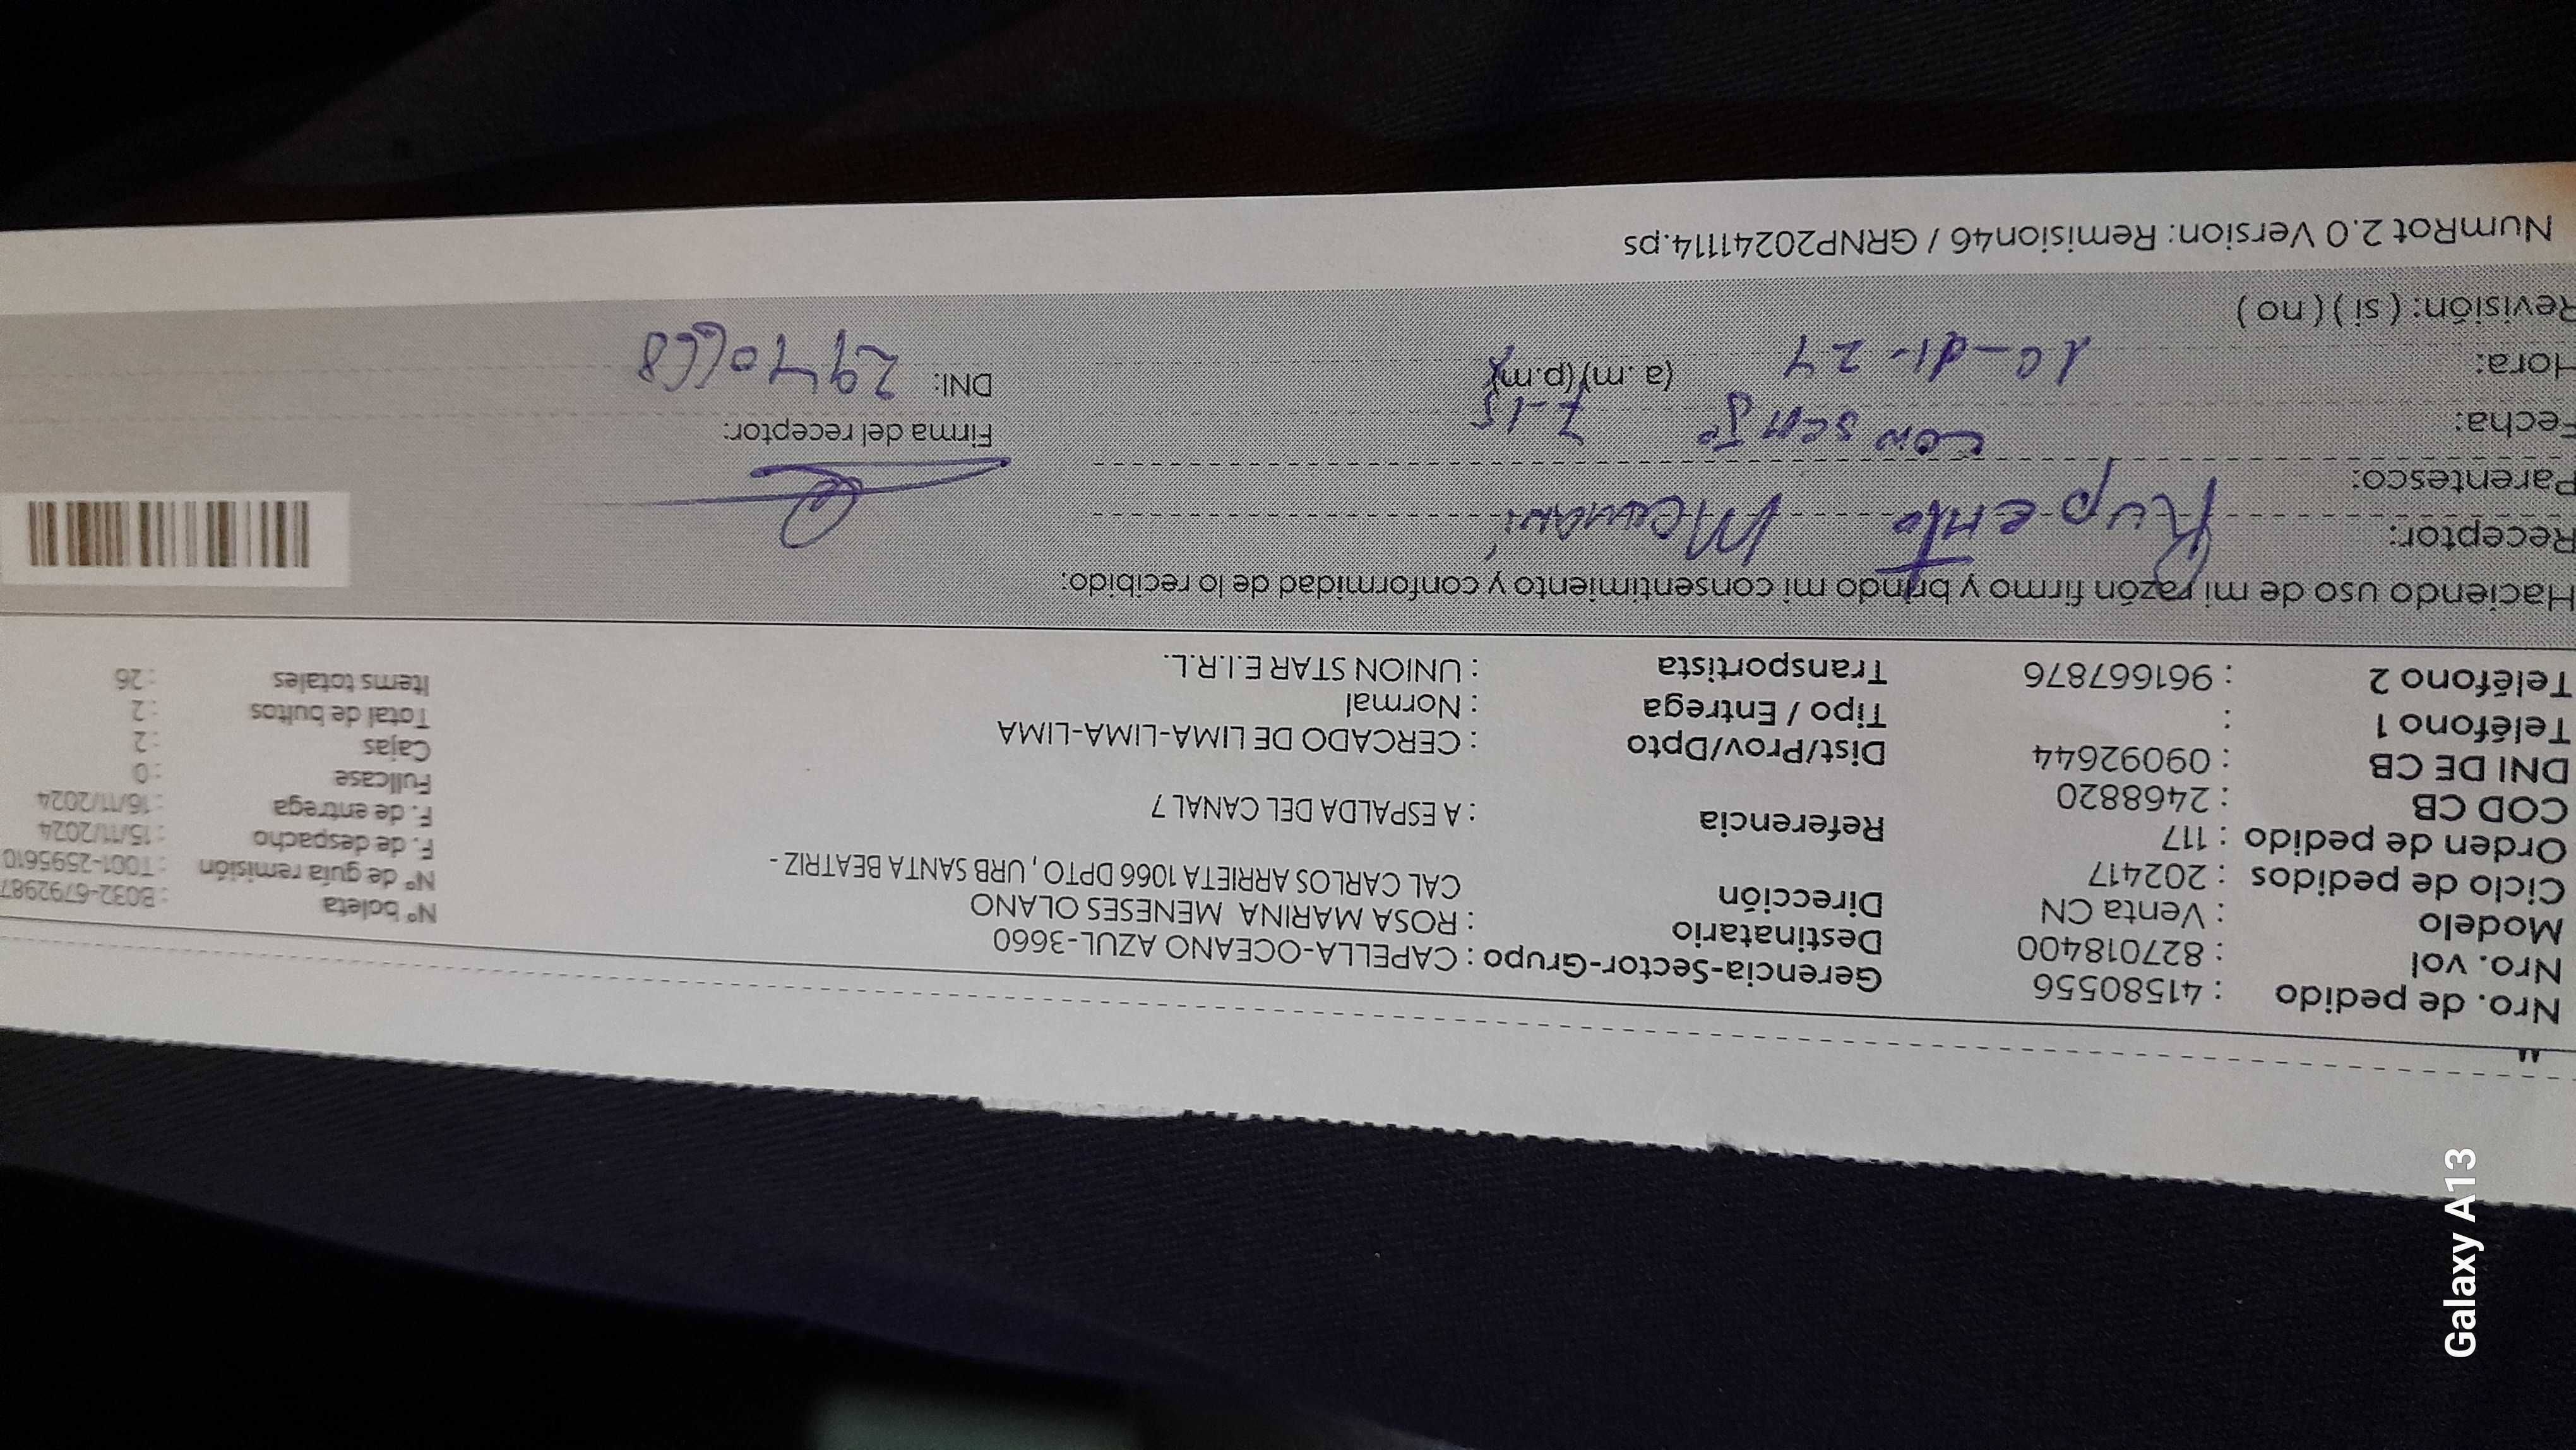 Nro. de pedido : 41580556 Gerencia-Sector-Grupo : CAPELLA-OCEANO AZUL-3660
Nro. vol : 827018400 Destinatario : ROSA MARINA MENESES OLANO Nº boleta : B032-6792987
Modelo : Venta CN Dirección CAL CARLOS ARRIETA 1066 DPTO , URB SANTA BEATRIZ - Nº de guía remisión : T001-2595610
Ciclo de pedidos : 202417 F. de despacho : 15/11/2024
Orden de pedido : 117 Referencia : A ESPALDA DEL CANAL 7 F. de entrega : 16/11/2024
COD CB : 2468820 Fullcase : 0
DNI DE CB : 09092644 Dist/Prov/Dpto : CERCADO DE LIMA-LIMA-LIMA Cajas : 2
Teléfono 1 : Tipo / Entrega : Normal Total de bultos : 2
Teléfono 2 : 961667876 Transportista : UNION STAR E.I.R.L. Items totales : 26
Haciendo uso de mi razón firmo y brindo mi consentimiento y conformidad de lo recibido:
Receptor: Ruperto Mamani
Parentesco:
Fecha: 7-15 Firma del receptor:
Hora: (a.m)(p.m) DNI:
Revisión: ( si ) ( no )
NumRot 2.0 Version: Remision46 / GRNP20241114.ps
Galaxy A13